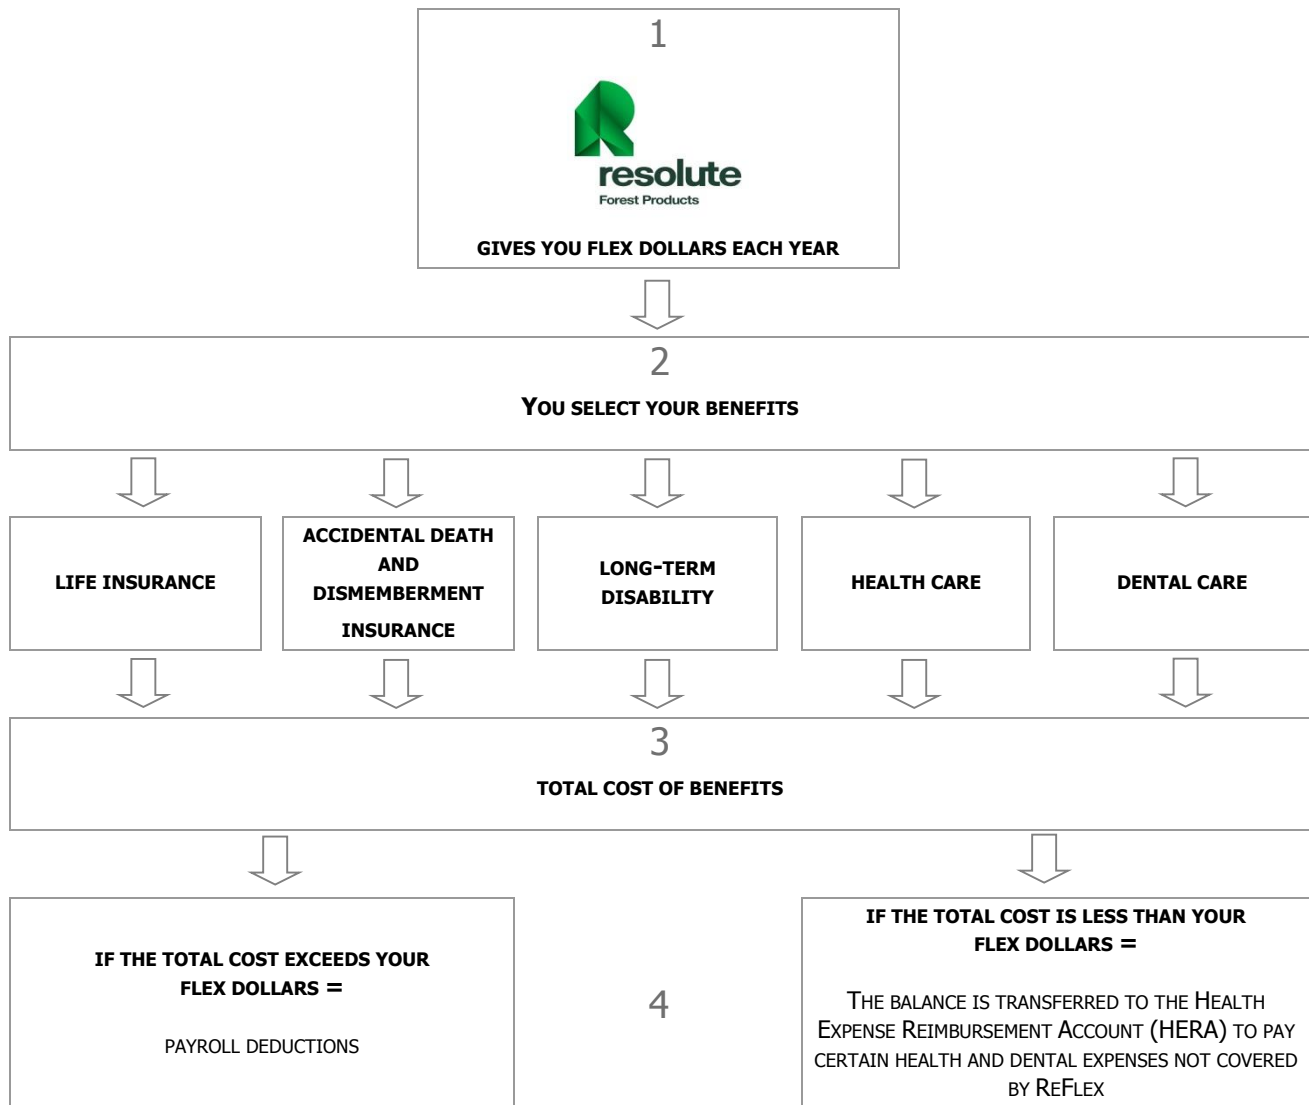 1
resolute
Forest Products
GIVES YOU FLEX DOLLARS EACH YEAR
2
YOU SELECT YOUR BENEFITS
LIFE INSURANCE
ACCIDENTAL DEATH
AND
DISMEMBERMENT
INSURANCE
LONG-TERM
DISABILITY
HEALTH CARE
DENTAL CARE
3
TOTAL COST OF BENEFITS
IF THE TOTAL COST EXCEEDS YOUR
FLEX DOLLARS =
PAYROLL DEDUCTIONS
4
IF THE TOTAL COST IS LESS THAN YOUR
FLEX DOLLARS =
THE BALANCE IS TRANSFERRED TO THE HEALTH
EXPENSE REIMBURSEMENT ACCOUNT (HERA) TO PAY
CERTAIN HEALTH AND DENTAL EXPENSES NOT COVERED
BY REFLEX